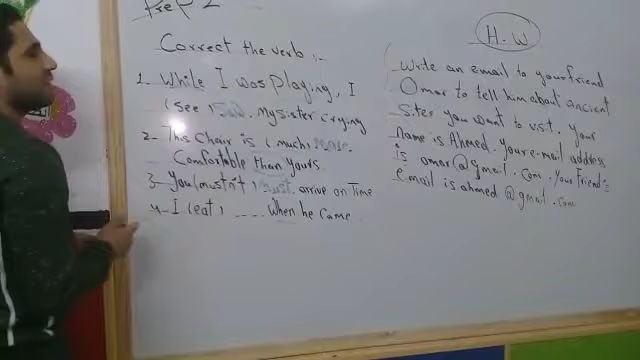 Prep 2
Correct the verb :-
1. While I was playing, I
(see) saw. my sister crying
2- This Chair is (much) more.
Comfortable than yours.
3- You (mustn't) must. arrive on Time
4- I (eat) .... when he came
H.W
Write an email to your friend
Omar to tell him about ancient
Sites you want to visit. Your
name is Ahmed. your e-mail address
is omar@gmail.com. Your Friend's
email is ahmed@gmail.com